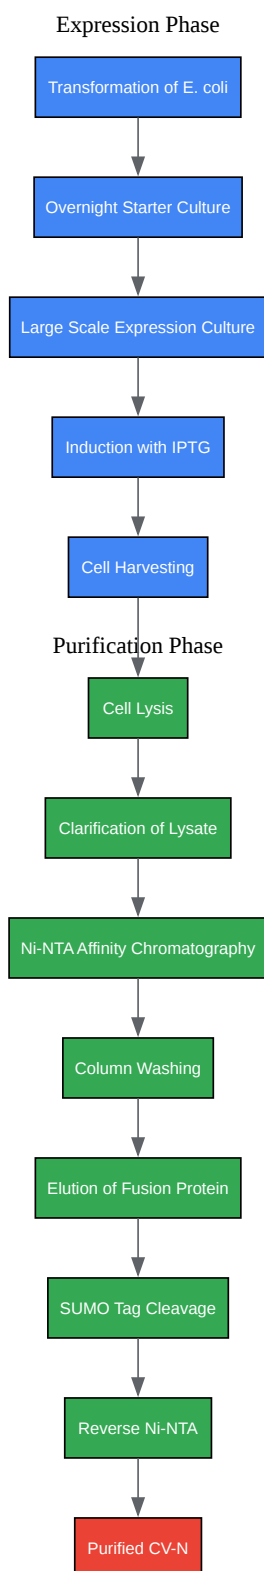 Expression Phase
Transformation of E. coli
Overnight Starter Culture
Large Scale Expression Culture
Induction with IPTG
Cell Harvesting
Purification Phase
Cell Lysis
Clarification of Lysate
Ni-NTA Affinity Chromatography
Column Washing
Elution of Fusion Protein
SUMO Tag Cleavage
Reverse Ni-NTA
Purified CV-N